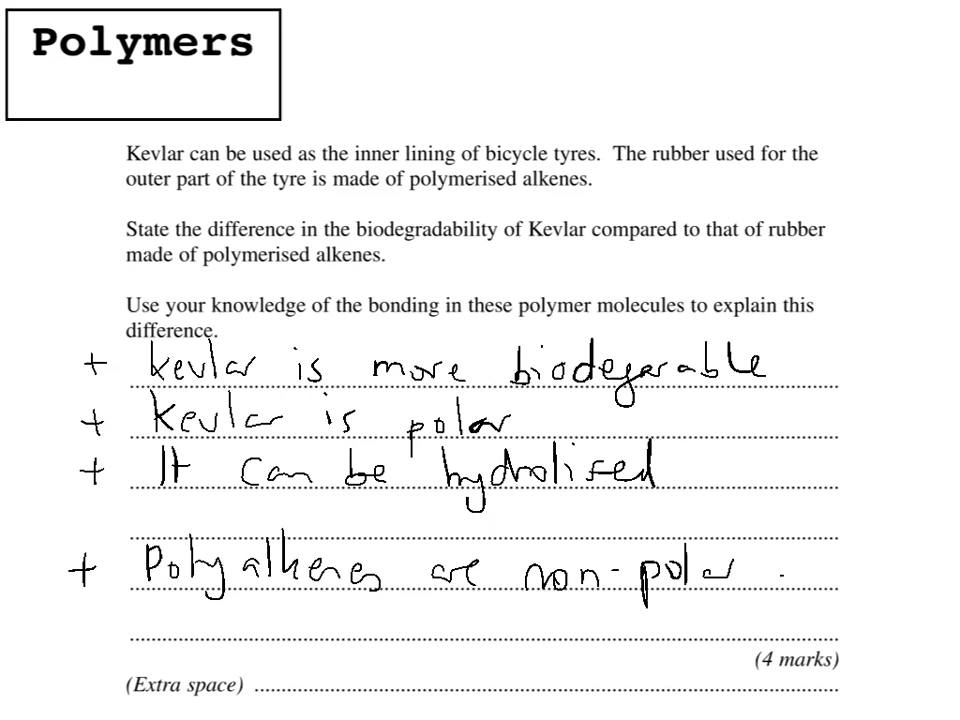 Polymers
Kevlar can be used as the inner lining of bicycle tyres. The rubber used for the
outer part of the tyre is made of polymerised alkenes.
State the difference in the biodegradability of Kevlar compared to that of rubber
made of polymerised alkenes.
Use your knowledge of the bonding in these polymer molecules to explain this
difference.
+ Kevlar is more biodegerable
+ Kevlar is polar
+ It can be hydrolised
+ Polyalkenes are non-polar.
(4 marks)
(Extra space)